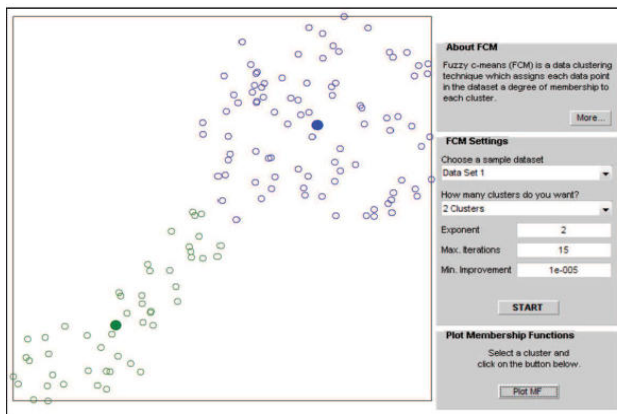 About FCM
Fuzzy c-means (FCM) is a data clustering
technique which assigns each data point
in the dataset a degree of membership to
each cluster.
More...
FCM Settings
Choose a sample dataset
Data Set 1
How many clusters do you want?
2 Clusters
Exponent 2
Max. Iterations 15
Min. Improvement 1e-005
START
Plot Membership Functions
Select a cluster and
click on the button below.
Plot MF